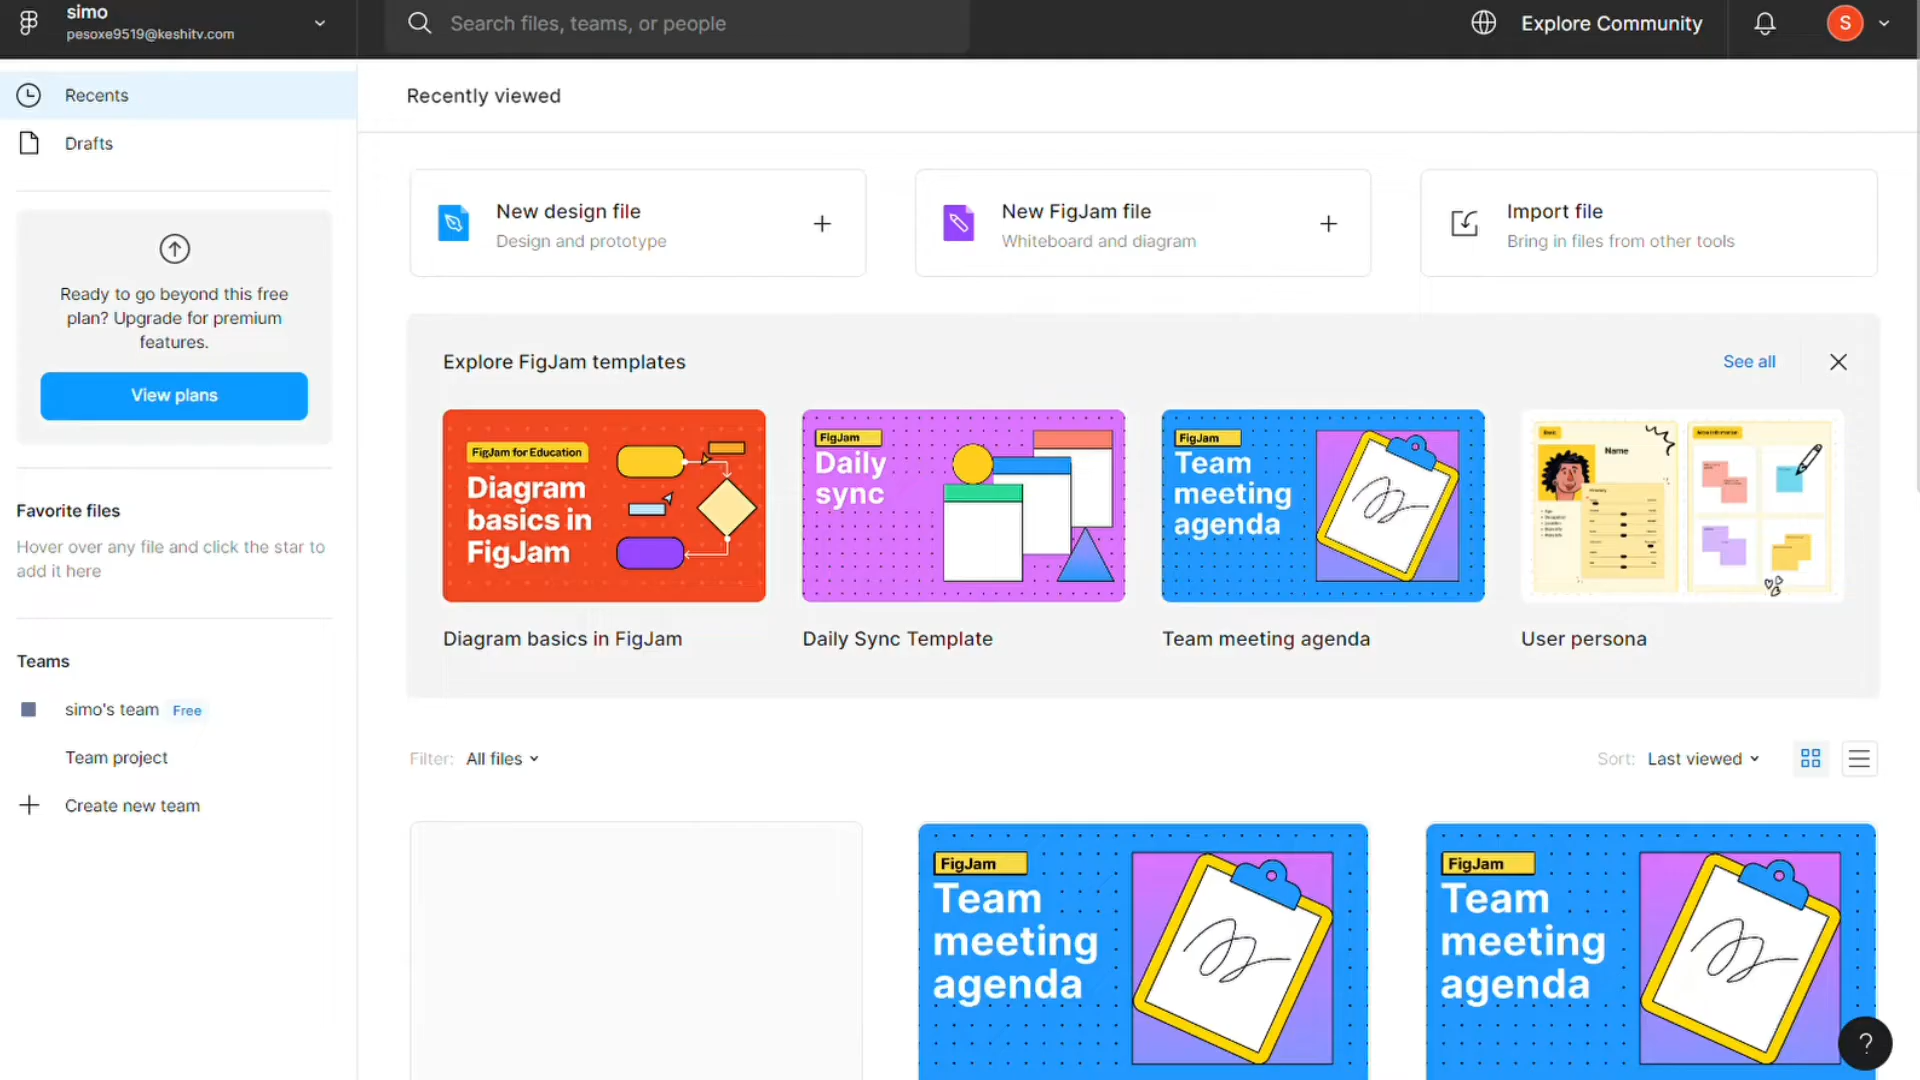 simo
pesoxe9519@keshitv.com
Search files, teams, or people
Explore Community
S
Recents
Drafts
Ready to go beyond this free
plan? Upgrade for premium
features.
View plans
Favorite files
Hover over any file and click the star to
add it here
Teams
simo's team Free
Team project
Create new team
Recently viewed
New design file
Design and prototype
New FigJam file
Whiteboard and diagram
Import file
Bring in files from other tools
Explore FigJam templates
See all
FigJam for Education
Diagram
basics in
FigJam
Diagram basics in FigJam
FigJam
Daily
sync
Daily Sync Template
FigJam
Team
meeting
agenda
Team meeting agenda
Name
User persona
Filter: All files
Sort: Last viewed
FigJam
Team
meeting
agenda
FigJam
Team
meeting
agenda
?